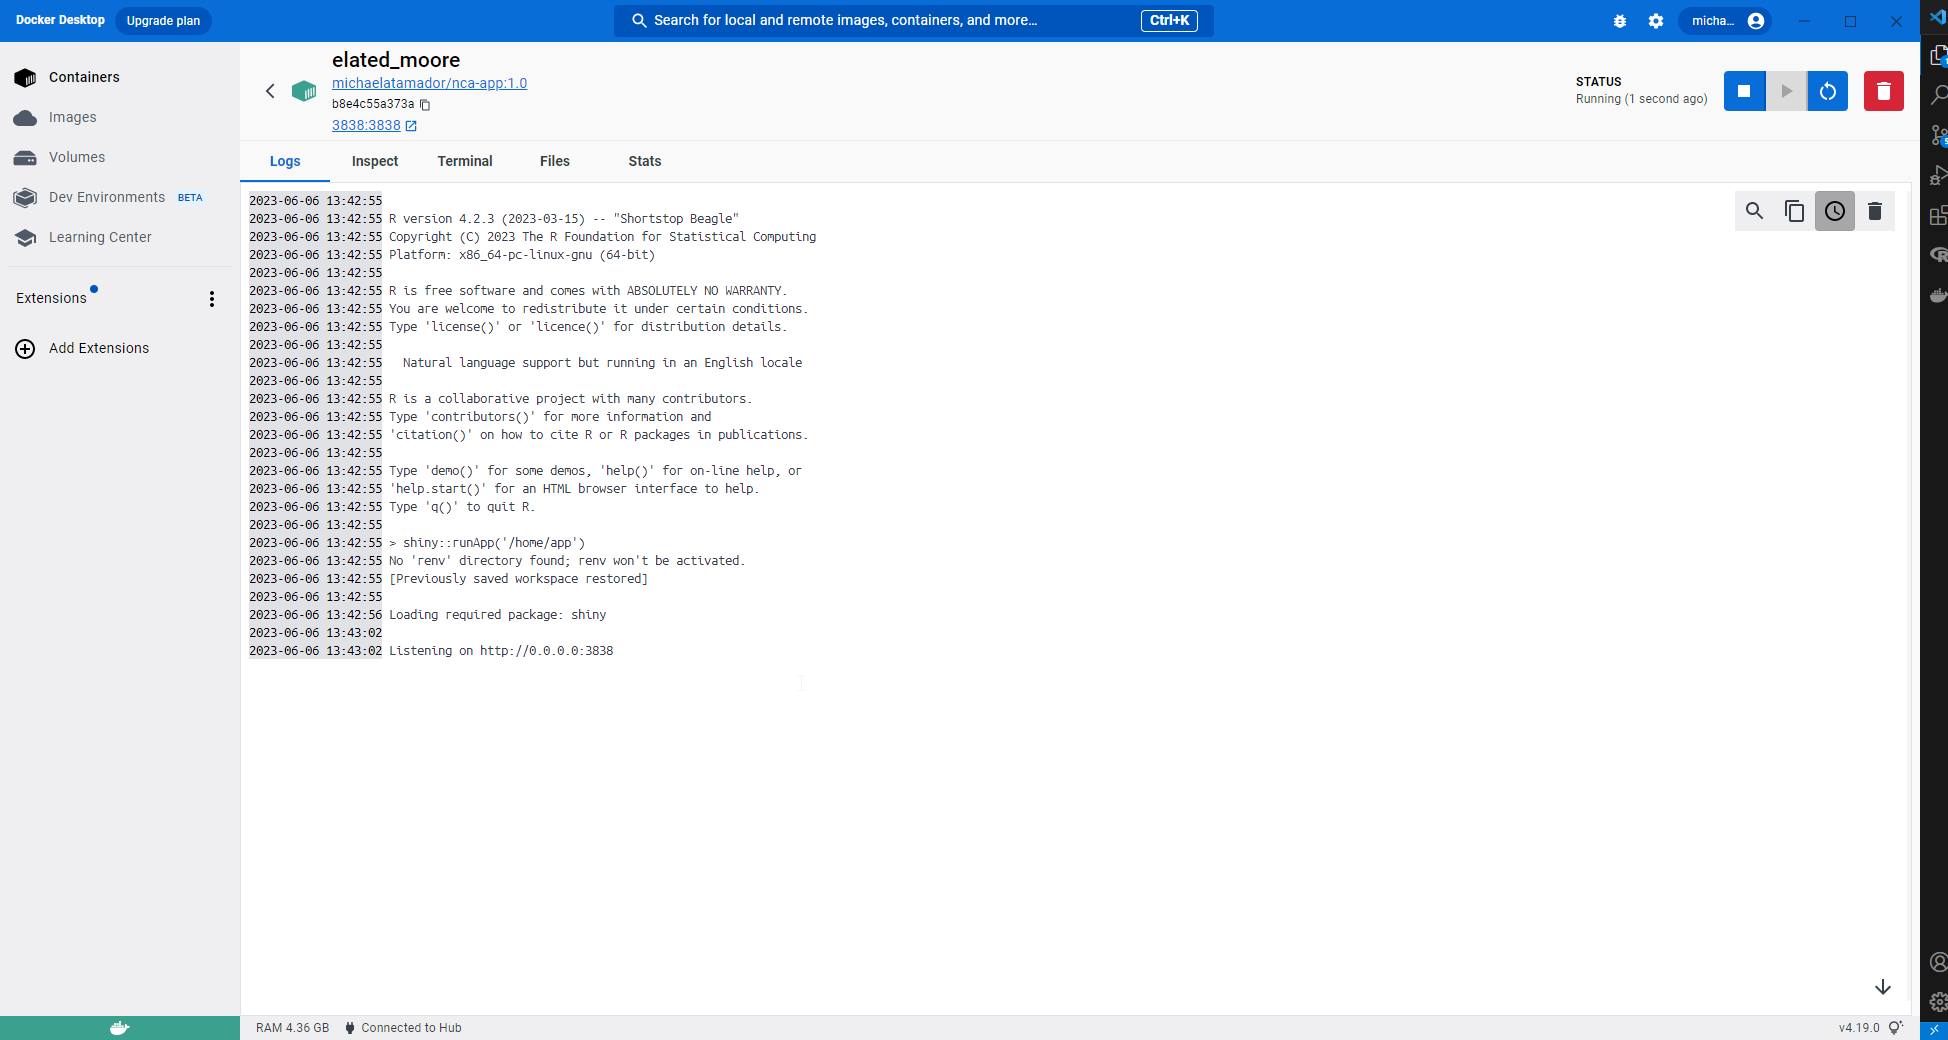 Docker Desktop
Upgrade plan
Search for local and remote images, containers, and more...
Ctrl+K
micha...
Containers
Images
Volumes
Dev Environments BETA
Learning Center
Extensions
Add Extensions
elated_moore
michaelatamador/nca-app:1.0
b8e4c55a373a
3838:3838
STATUS
Running (1 second ago)
Logs
Inspect
Terminal
Files
Stats
2023-06-06 13:42:55
2023-06-06 13:42:55 R version 4.2.3 (2023-03-15) -- "Shortstop Beagle"
2023-06-06 13:42:55 Copyright (C) 2023 The R Foundation for Statistical Computing
2023-06-06 13:42:55 Platform: x86_64-pc-linux-gnu (64-bit)
2023-06-06 13:42:55
2023-06-06 13:42:55 R is free software and comes with ABSOLUTELY NO WARRANTY.
2023-06-06 13:42:55 You are welcome to redistribute it under certain conditions.
2023-06-06 13:42:55 Type 'license()' or 'licence()' for distribution details.
2023-06-06 13:42:55
2023-06-06 13:42:55   Natural language support but running in an English locale
2023-06-06 13:42:55
2023-06-06 13:42:55 R is a collaborative project with many contributors.
2023-06-06 13:42:55 Type 'contributors()' for more information and
2023-06-06 13:42:55 'citation()' on how to cite R or R packages in publications.
2023-06-06 13:42:55
2023-06-06 13:42:55 Type 'demo()' for some demos, 'help()' for on-line help, or
2023-06-06 13:42:55 'help.start()' for an HTML browser interface to help.
2023-06-06 13:42:55 Type 'q()' to quit R.
2023-06-06 13:42:55
2023-06-06 13:42:55 > shiny::runApp('/home/app')
2023-06-06 13:42:55 No 'renv' directory found; renv won't be activated.
2023-06-06 13:42:55 [Previously saved workspace restored]
2023-06-06 13:42:55
2023-06-06 13:42:56 Loading required package: shiny
2023-06-06 13:43:02
2023-06-06 13:43:02 Listening on http://0.0.0.0:3838
RAM 4.36 GB
Connected to Hub
v4.19.0